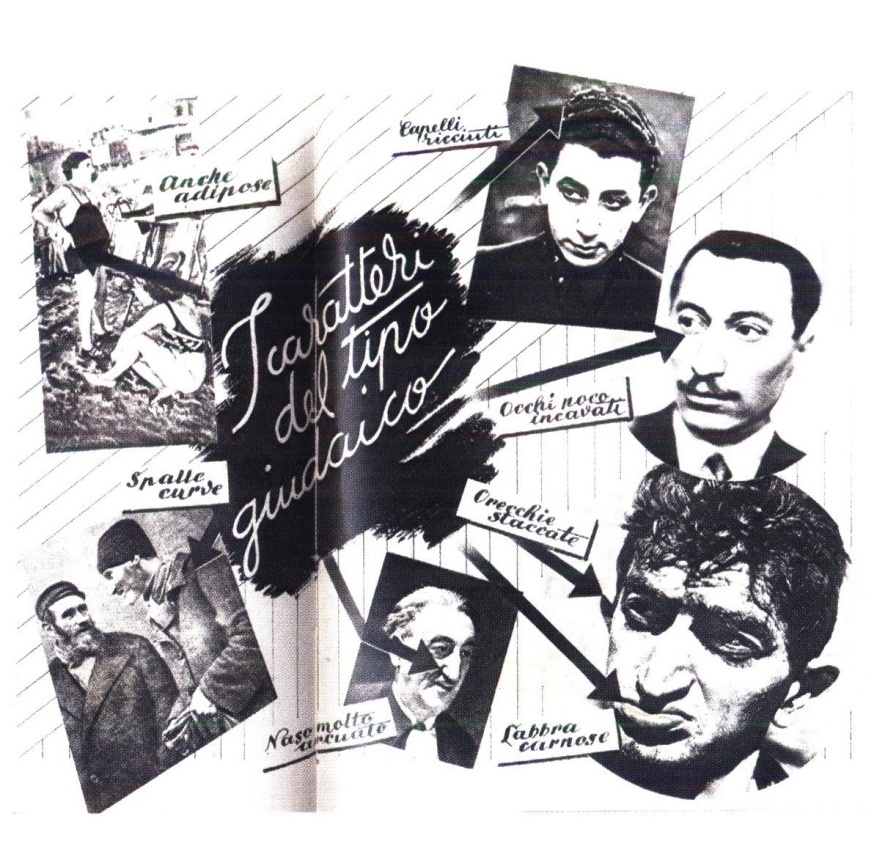 Capelli
ricciuti
Anche
adipose
I caratteri
del tipo
giudaico
Occhi poco
incavati
Spalle
curve
Orecchie
staccate
Naso molto
arcuato
Labbra
carnose